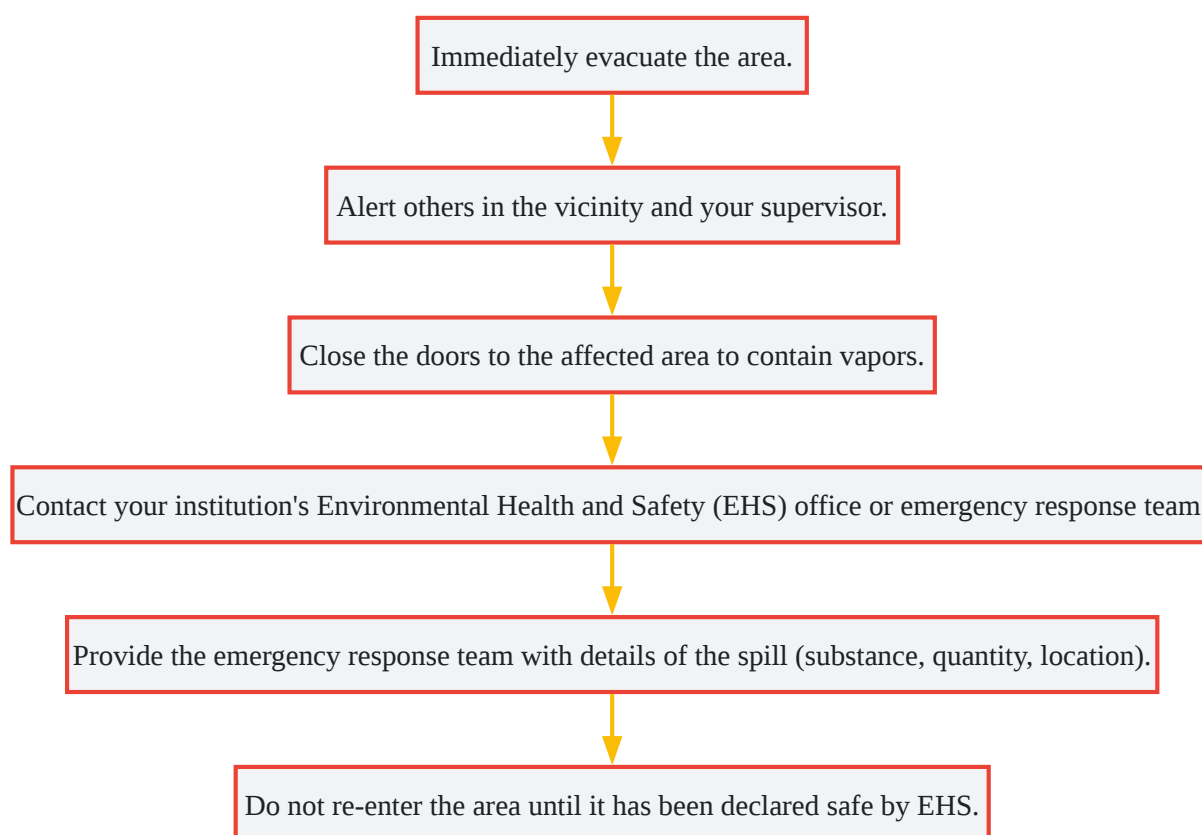 Immediately evacuate the area.
Alert others in the vicinity and your supervisor.
Close the doors to the affected area to contain vapors.
Contact your institution's Environmental Health and Safety (EHS) office or emergency response team
Provide the emergency response team with details of the spill (substance, quantity, location).
Do not re-enter the area until it has been declared safe by EHS.